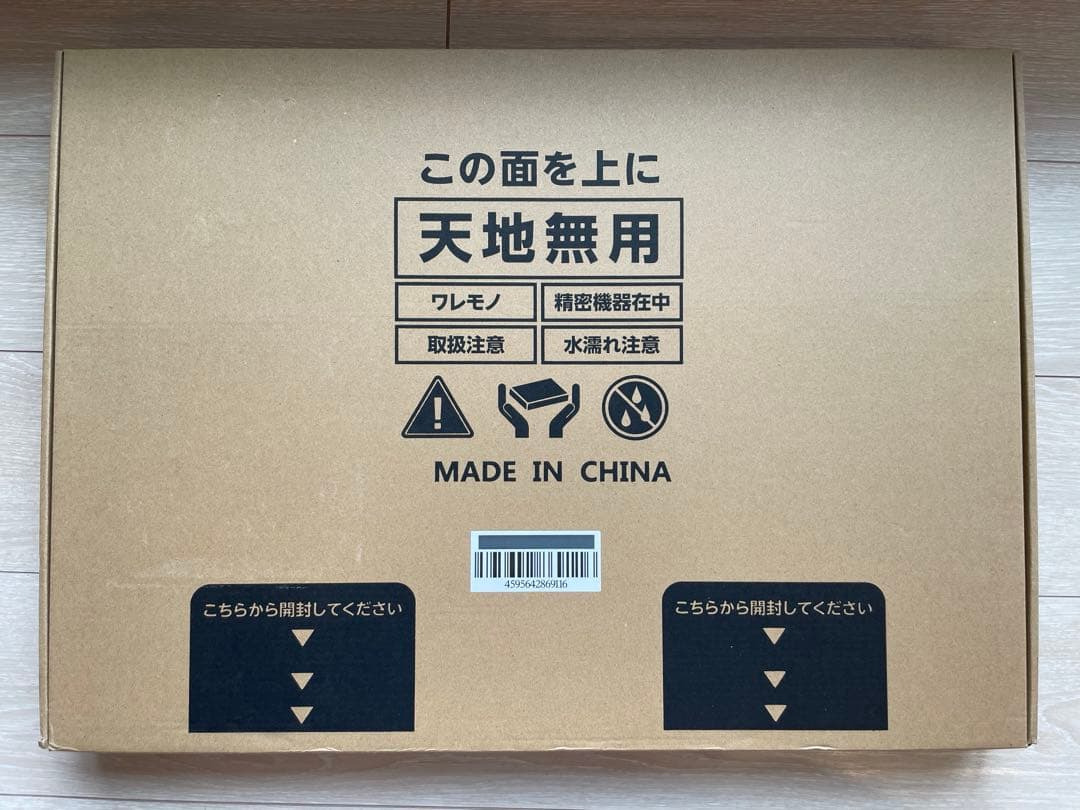 この面を上に
天地無用
ワレモノ
精密機器在中
取扱注意
水濡れ注意
MADE IN CHINA
4595642869116
こちらから開封してください
こちらから開封してください